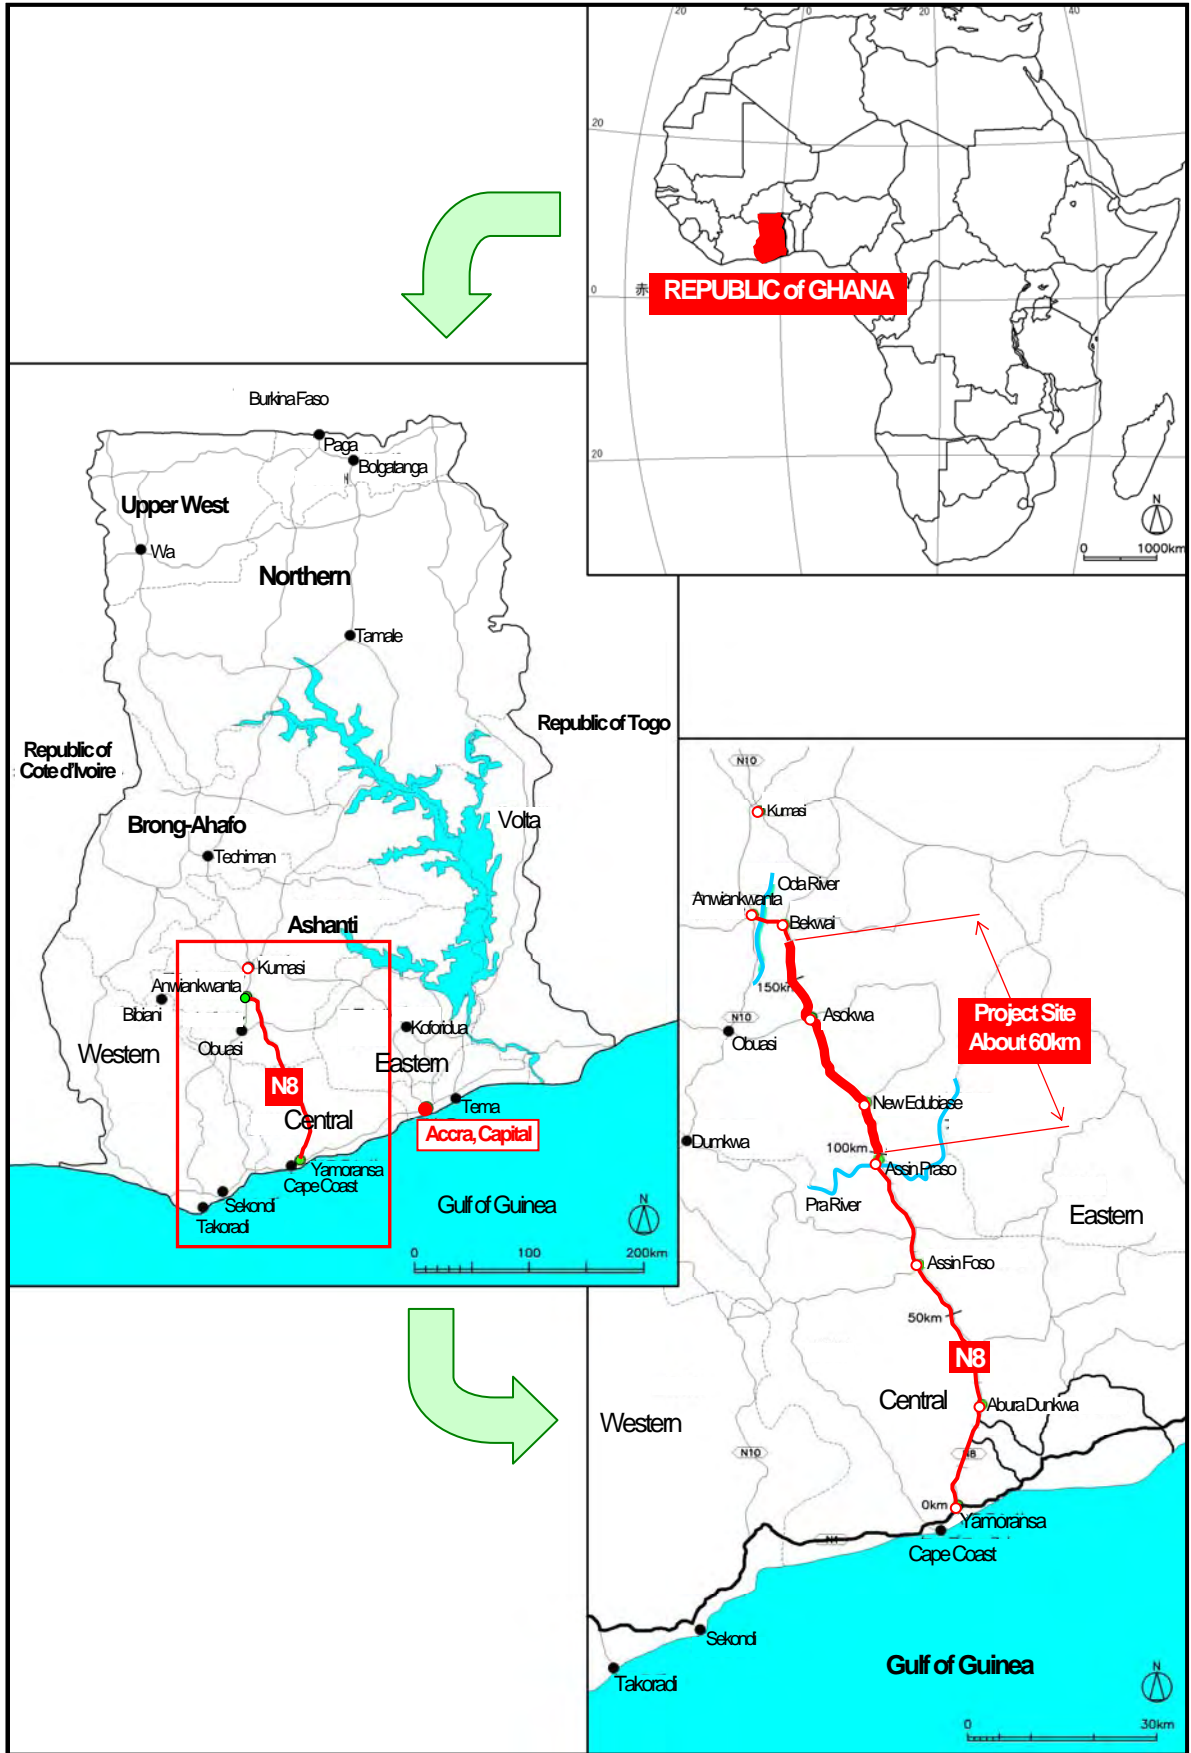 20
0
20
40
20
0
赤
REPUBLIC of GHANA
20
N
0
1000km
Burkina Faso
Paga
Bolgatanga
Upper West
Wa
Northern
Tamale
Republic of Togo
Republic of
Cote d'Ivoire
Volta
Brong-Ahafo
Techiman
Ashanti
Kumasi
Anwiankwanta
Bibiani
Obuasi
Koforidua
Western
Eastern
N8
Central
Tema
Accra, Capital
Yamoransa
Cape Coast
Sekondi
Takoradi
Gulf of Guinea
N
0
100
200km
N10
Kumasi
Oda River
Anwiankwanta
Bekwai
150km
Asokwa
N10
Obuasi
Project Site
About 60km
New Edubiase
Dumkwa
100km
Assin Praso
Pra River
Eastern
Assin Foso
50km
N8
Central
Abura Dunkwa
Western
N10
N8
0km
Yamoransa
N1
Cape Coast
Sekondi
Gulf of Guinea
Takoradi
N
0
30km